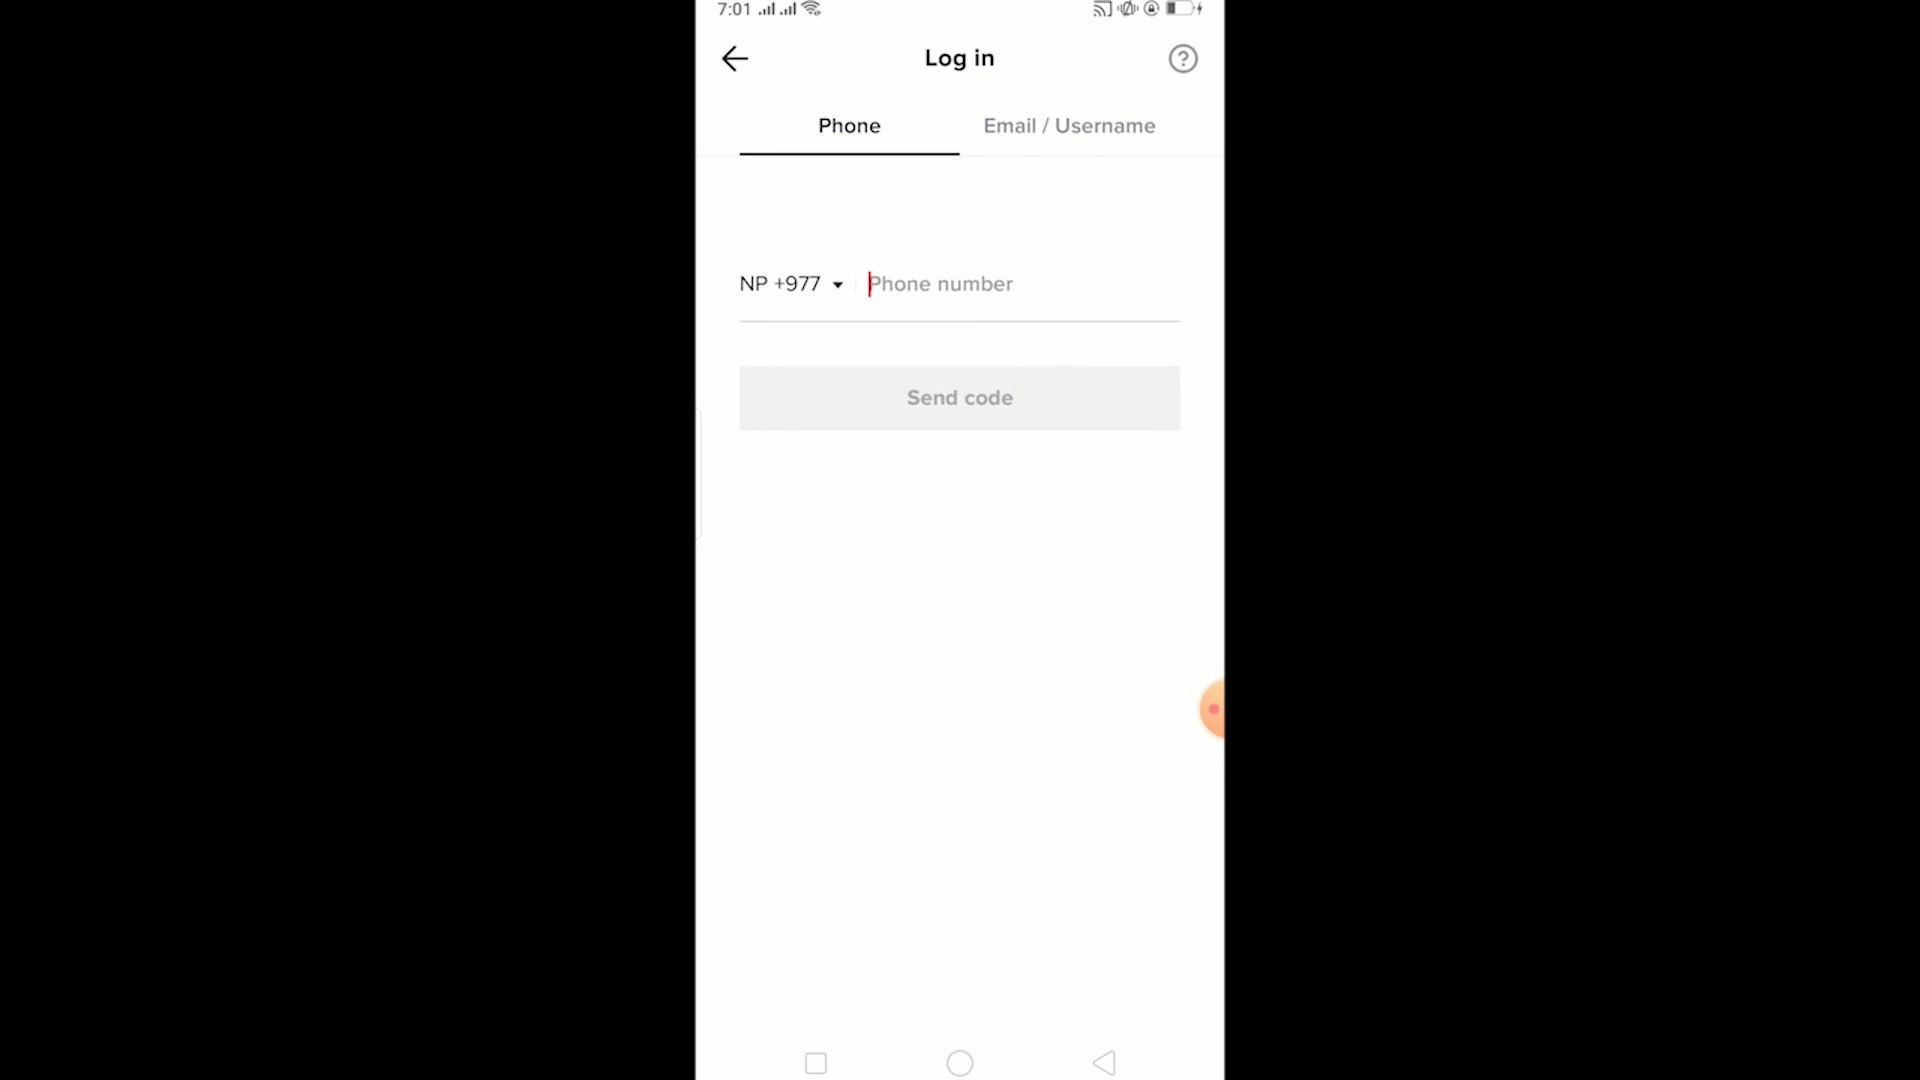 7:01
Log in
Phone Email / Username
NP +977 Phone number
Send code